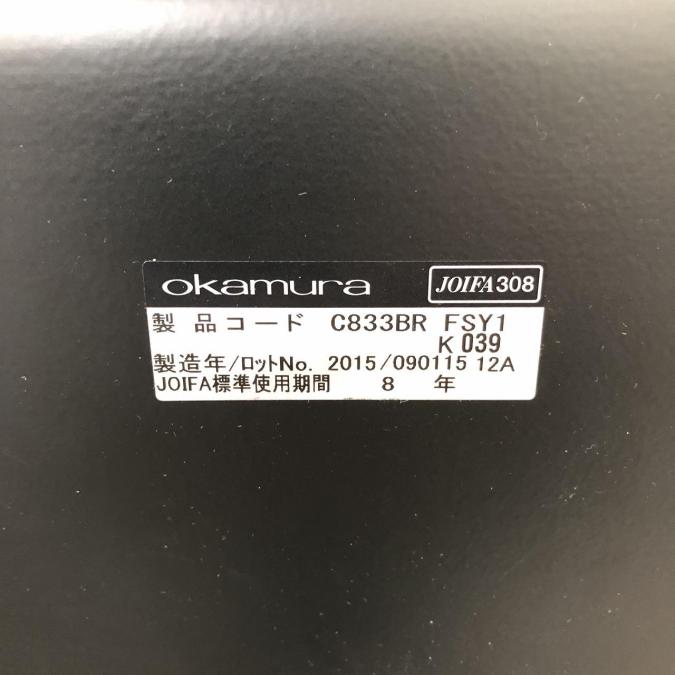 okamura JOIFA308
製品コード C833BR FSY1
K 039
製造年/ロットNo. 2015/090115 12A
JOIFA標準使用期間 8 年